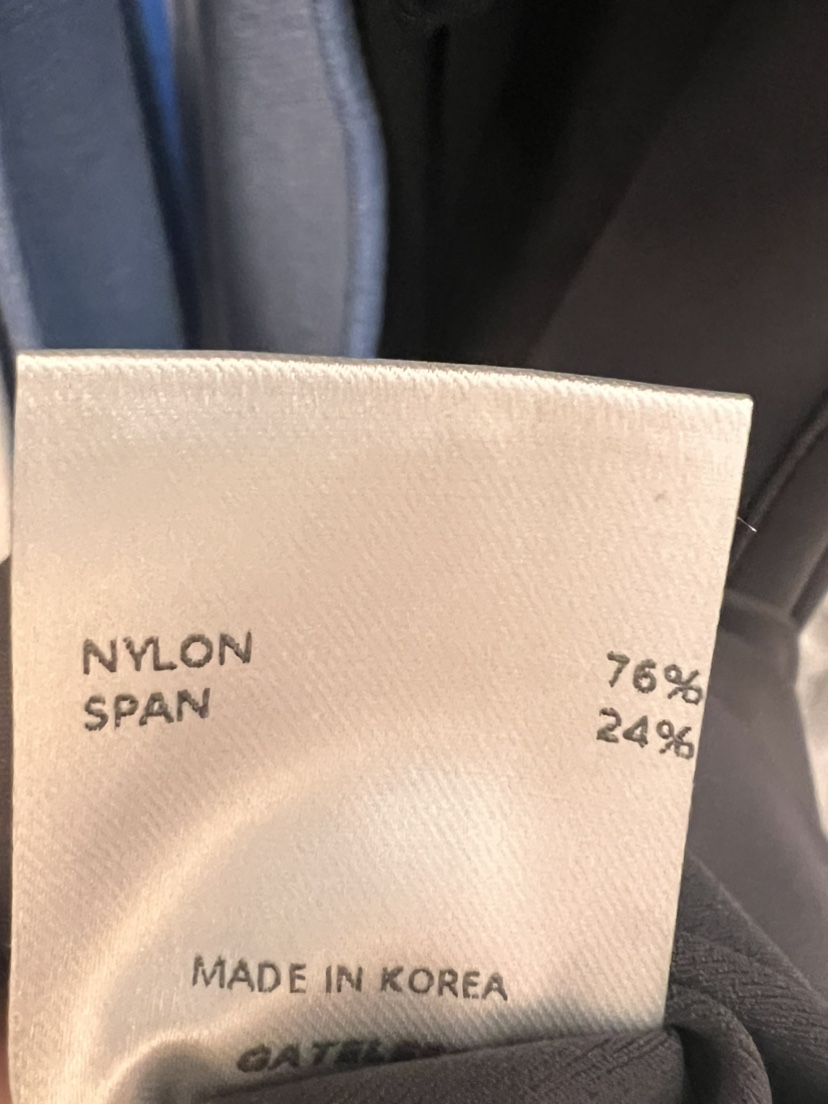 NYLON 76%
SPAN 24%
MADE IN KOREA